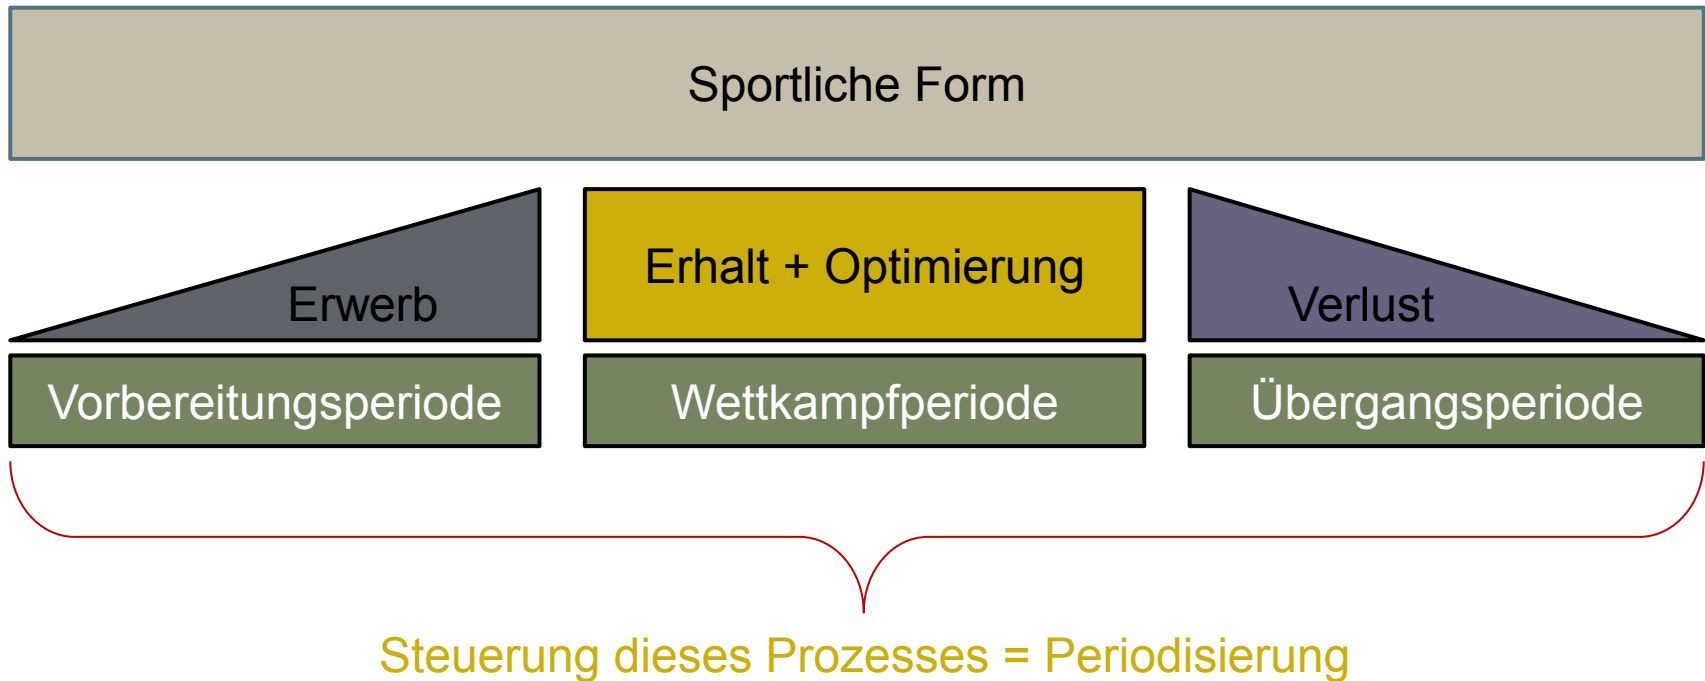 Sportliche Form
Erwerb
Erhalt + Optimierung
Verlust
Vorbereitungsperiode
Wettkampfperiode
Übergangsperiode
Steuerung dieses Prozesses = Periodisierung